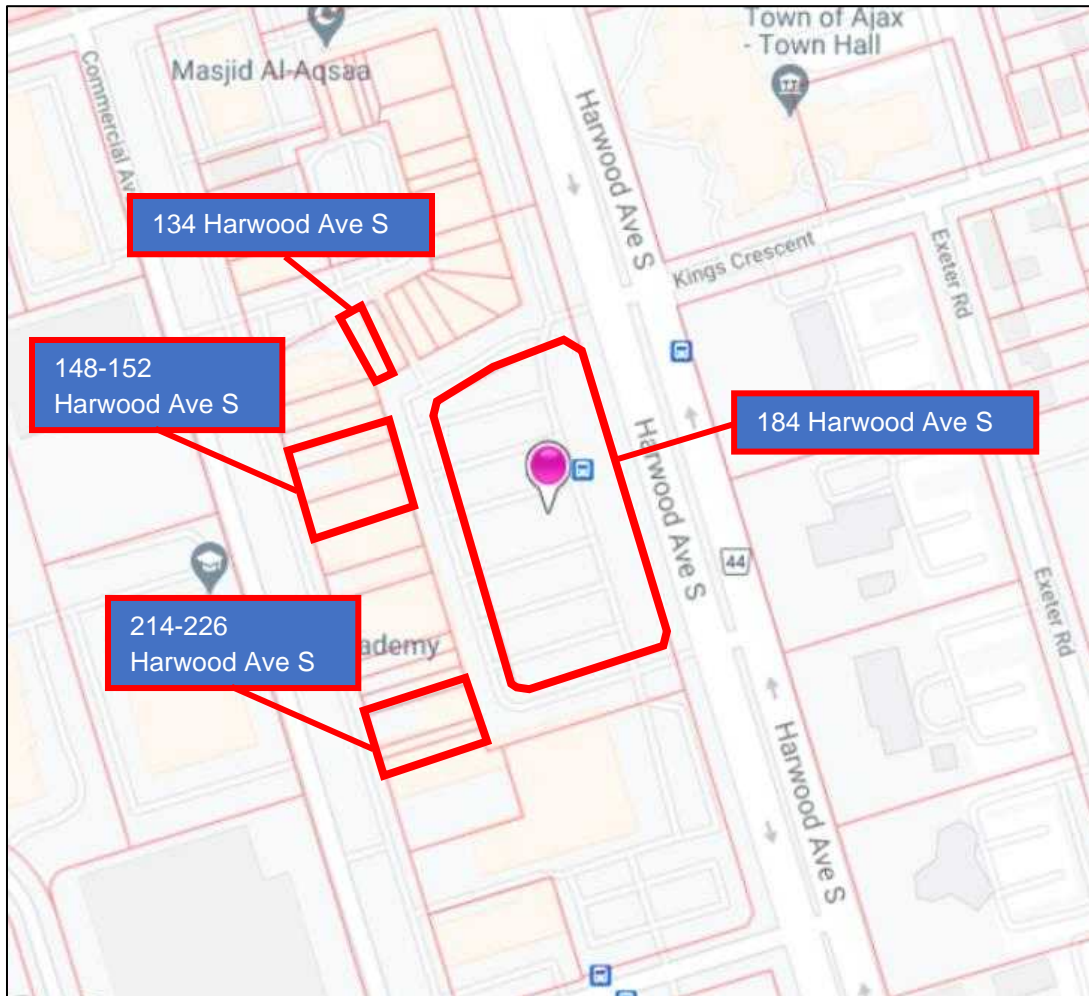 Town of Ajax
- Town Hall
Masjid Al-Aqsaa
Commercial Av
Harwood Ave S
134 Harwood Ave S
Kings Crescent
Exeter Rd
148-152
Harwood Ave S
184 Harwood Ave S
Harwood Ave S
44
214-226
Harwood Ave S
ademy
Exeter Rd
Harwood Ave S